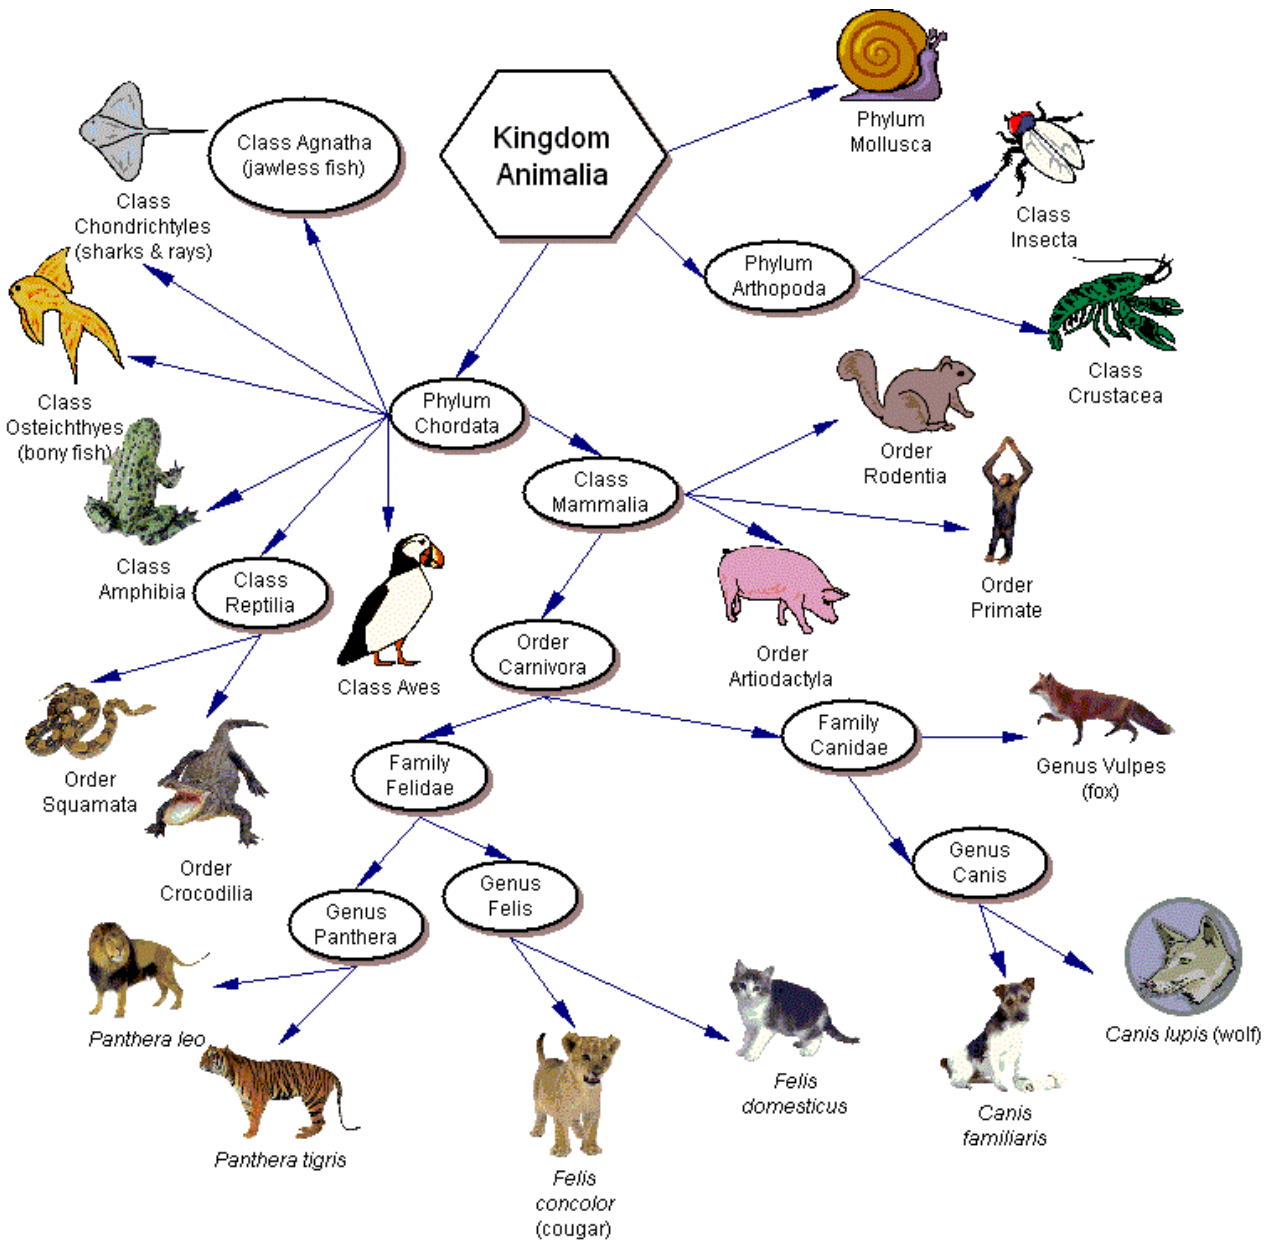 Kingdom
Animalia
Phylum
Mollusca
Class
Insecta
Phylum
Arthopoda
Class
Crustacea
Class Agnatha
(jawless fish)
Class
Chondrichtyles
(sharks & rays)
Class
Osteichthyes
(bony fish)
Phylum
Chordata
Class
Mammalia
Order
Rodentia
Order
Primate
Order
Artiodactyla
Class
Amphibia
Class
Reptilia
Class Aves
Order
Carnivora
Order
Squamata
Order
Crocodilia
Family
Felidae
Family
Canidae
Genus Vulpes
(fox)
Genus
Panthera
Genus
Felis
Genus
Canis
Panthera leo
Panthera tigris
Felis
concolor
(cougar)
Felis
domesticus
Canis
familiaris
Canis lupis (wolf)